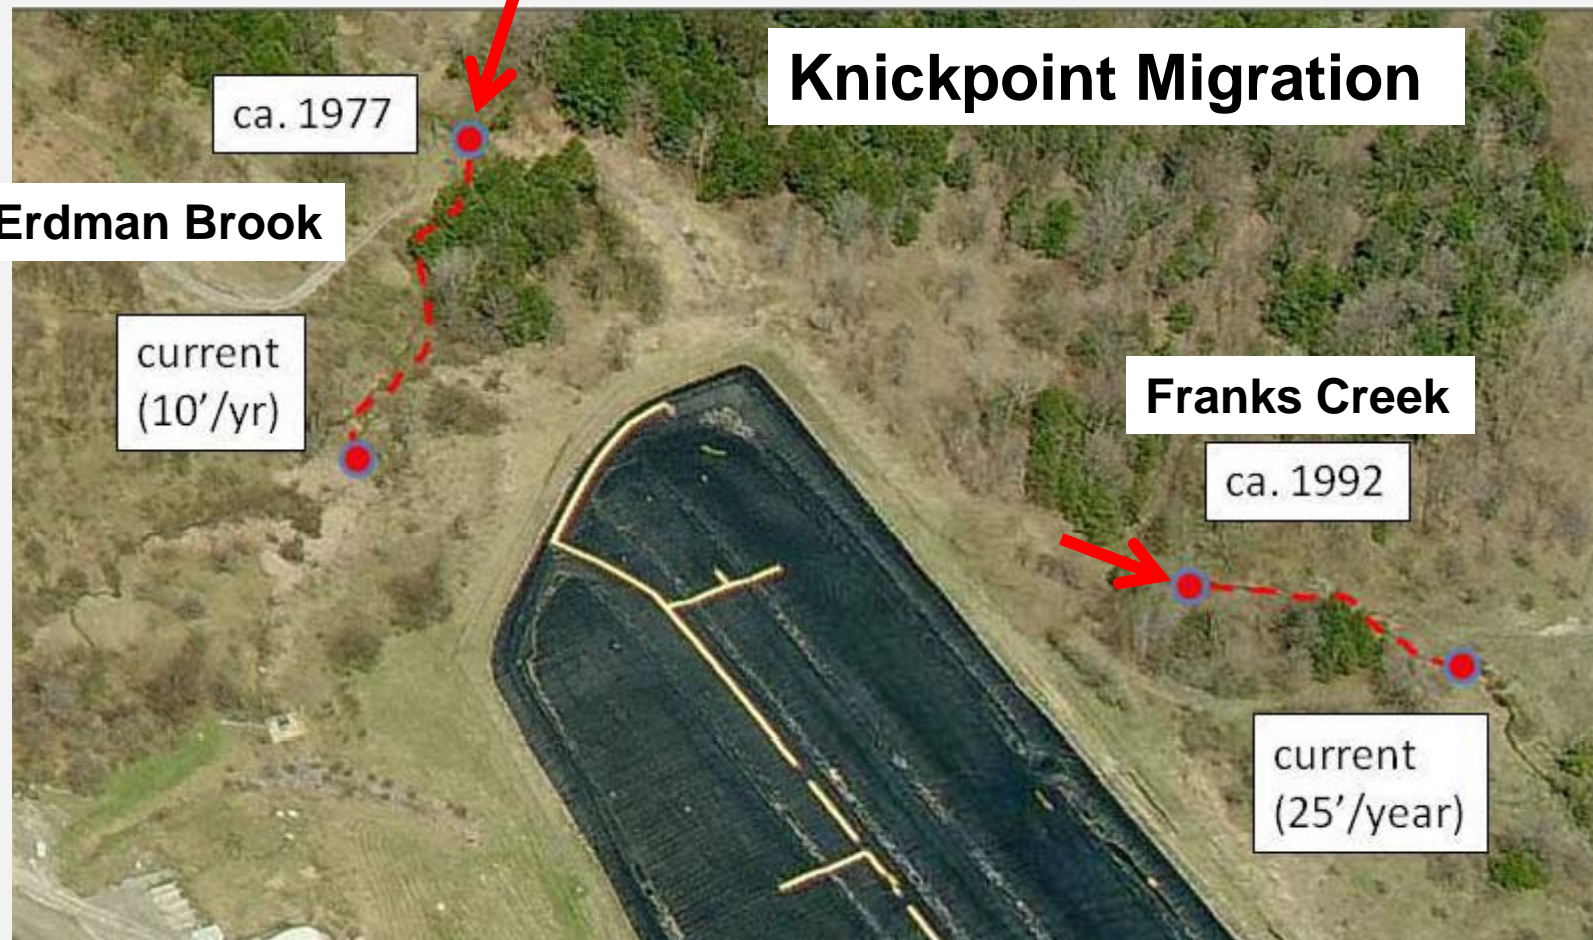 Knickpoint Migration
ca. 1977
Erdman Brook
current
(10'/yr)
Franks Creek
ca. 1992
current
(25'/year)